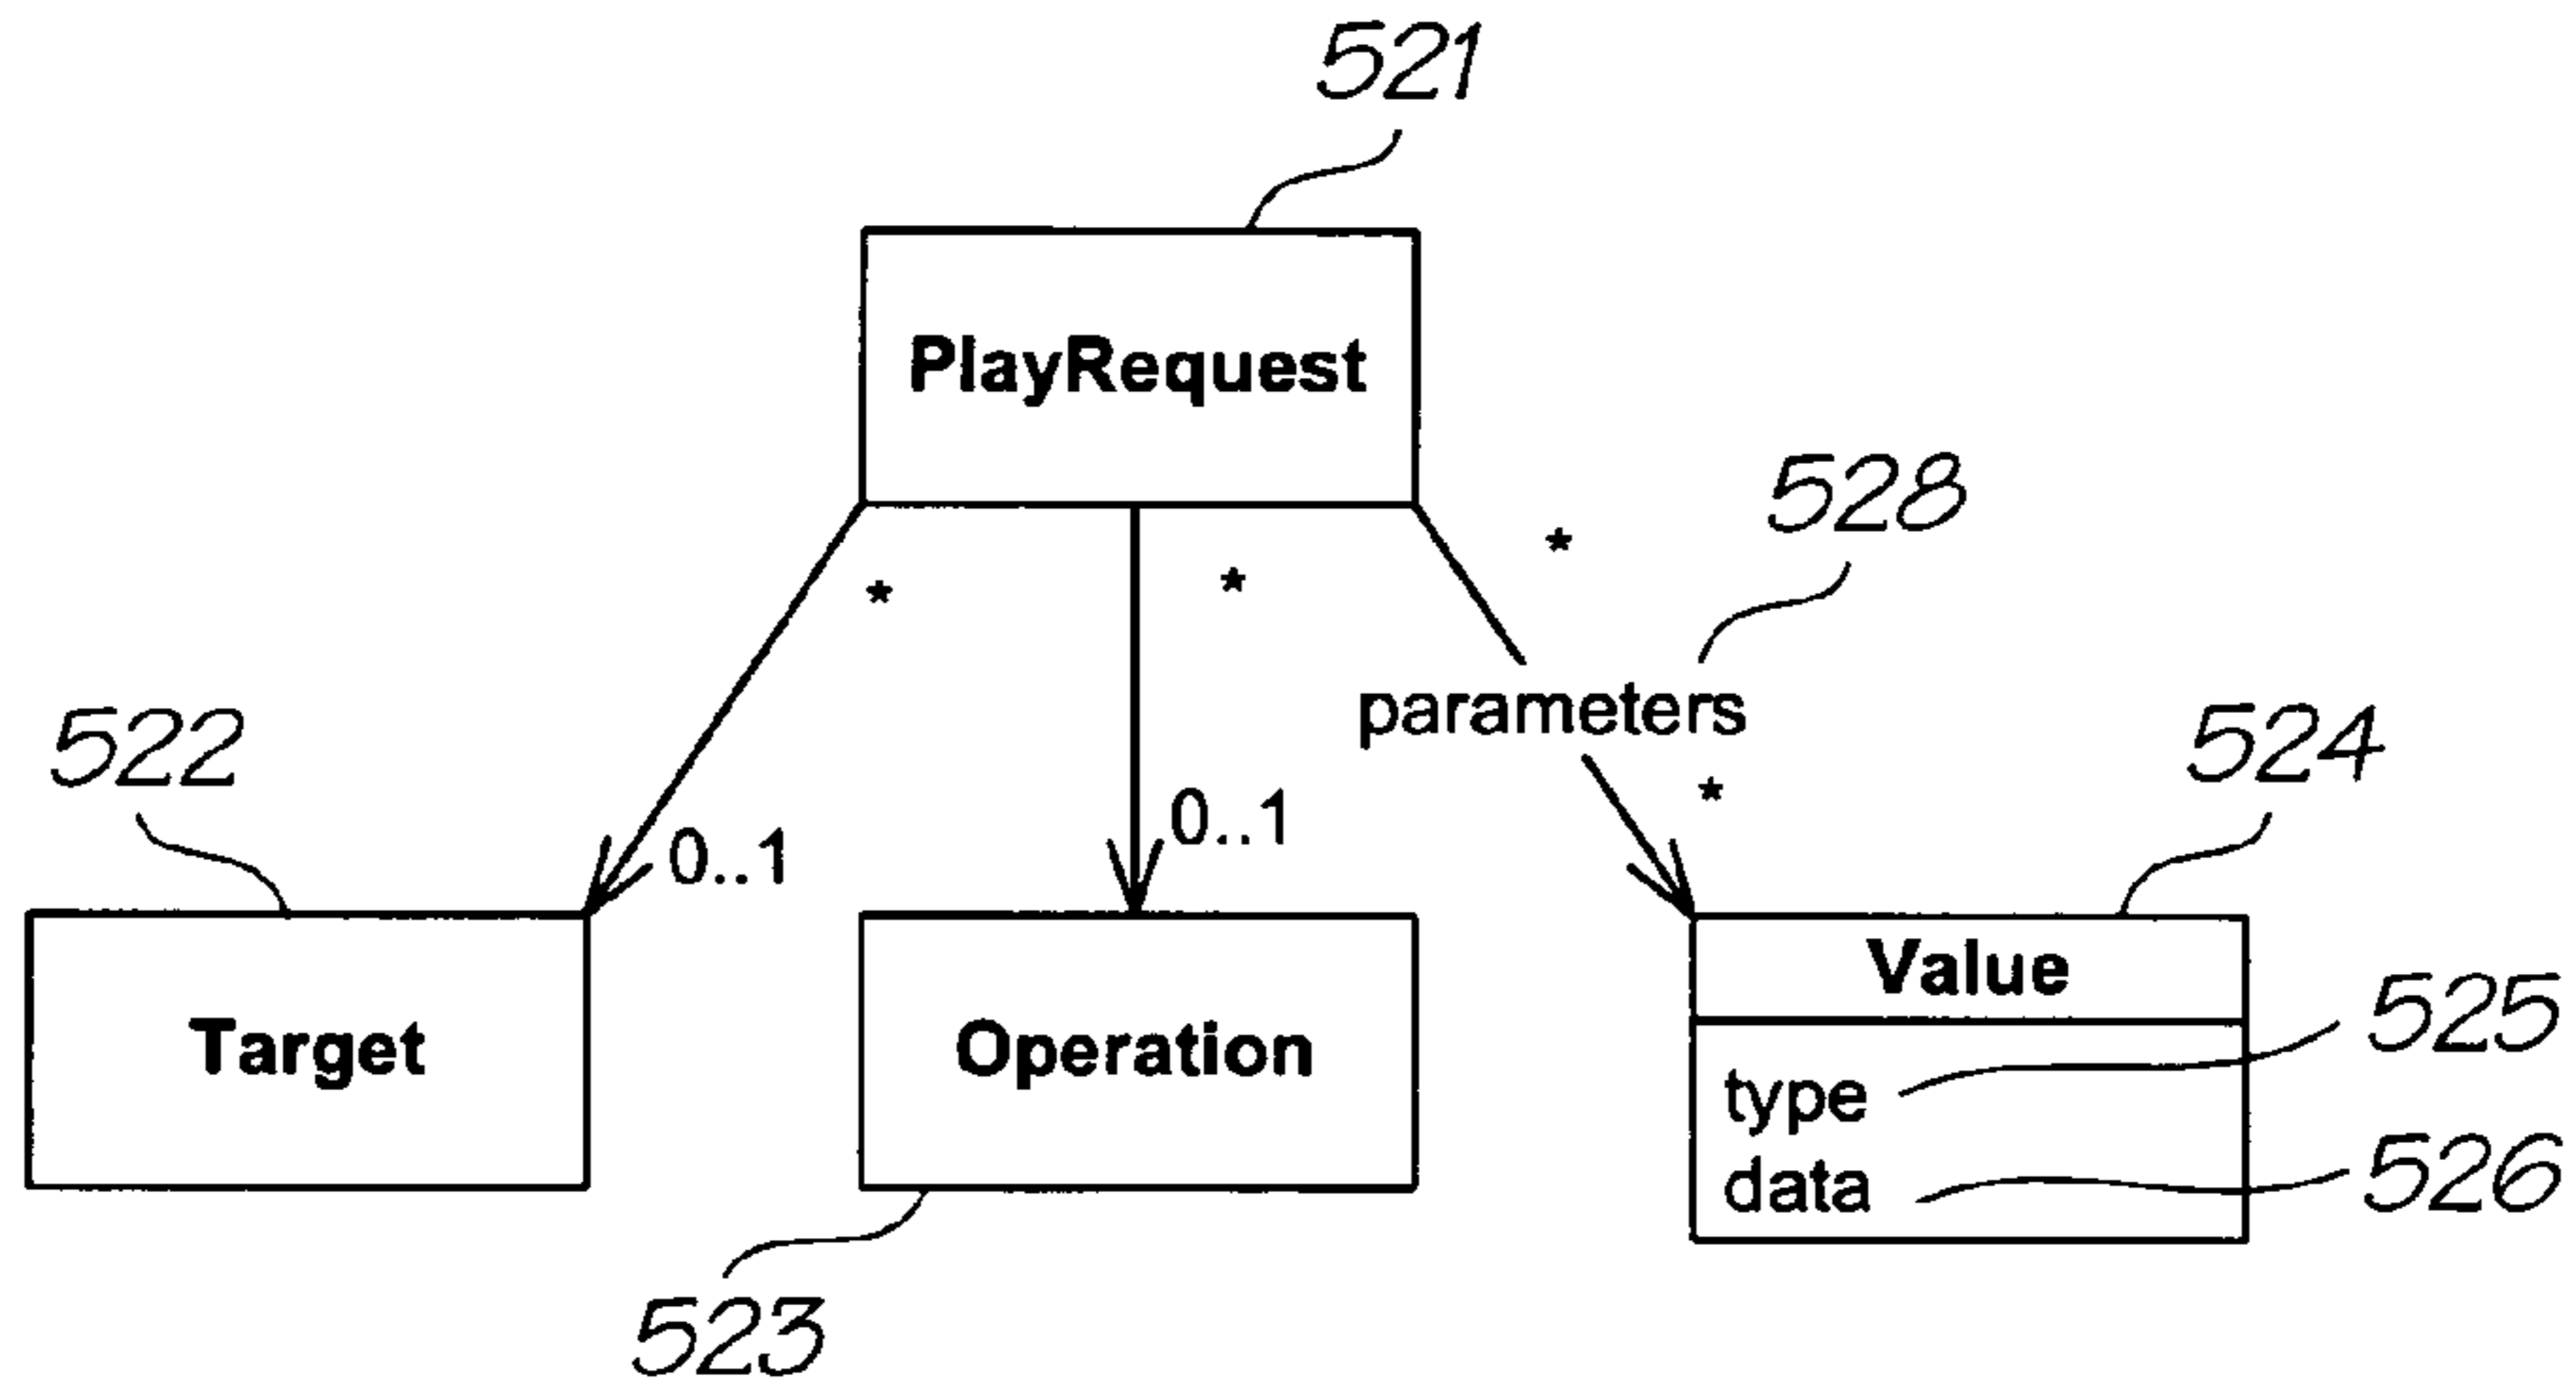 521
PlayRequest
528
* * *
parameters
522
524
0..1
0..1
*
Target
Operation
Value
525
type
data
526
523